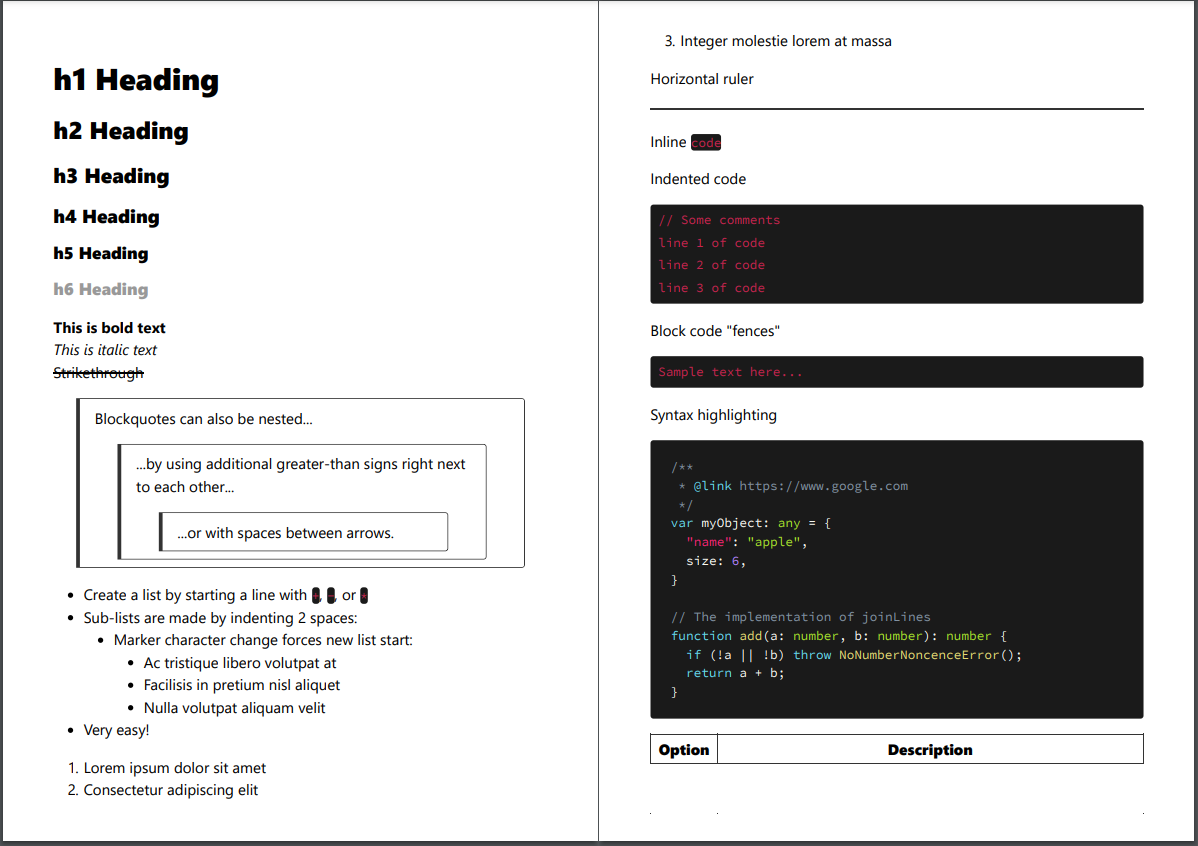 h1 Heading
h2 Heading
h3 Heading
h4 Heading
h5 Heading
h6 Heading
This is bold text
This is italic text
Strikethrough
Blockquotes can also be nested...
...by using additional greater-than signs right next
to each other...
...or with spaces between arrows.
• Create a list by starting a line with , , or
• Sub-lists are made by indenting 2 spaces:
• Marker character change forces new list start:
• Ac tristique libero volutpat at
• Facilisis in pretium nisl aliquet
• Nulla volutpat aliquam velit
• Very easy!
1. Lorem ipsum dolor sit amet
2. Consectetur adipiscing elit
3. Integer molestie lorem at massa
Horizontal ruler
Inline code
Indented code
// Some comments
line 1 of code
line 2 of code
line 3 of code
Block code "fences"
Sample text here...
Syntax highlighting
/**
 * @link https://www.google.com
 */
var myObject: any = {
  "name": "apple",
  size: 6,
}
// The implementation of joinLines
function add(a: number, b: number): number {
  if (!a || !b) throw NoNumberNoncenceError();
  return a + b;
}
Option Description